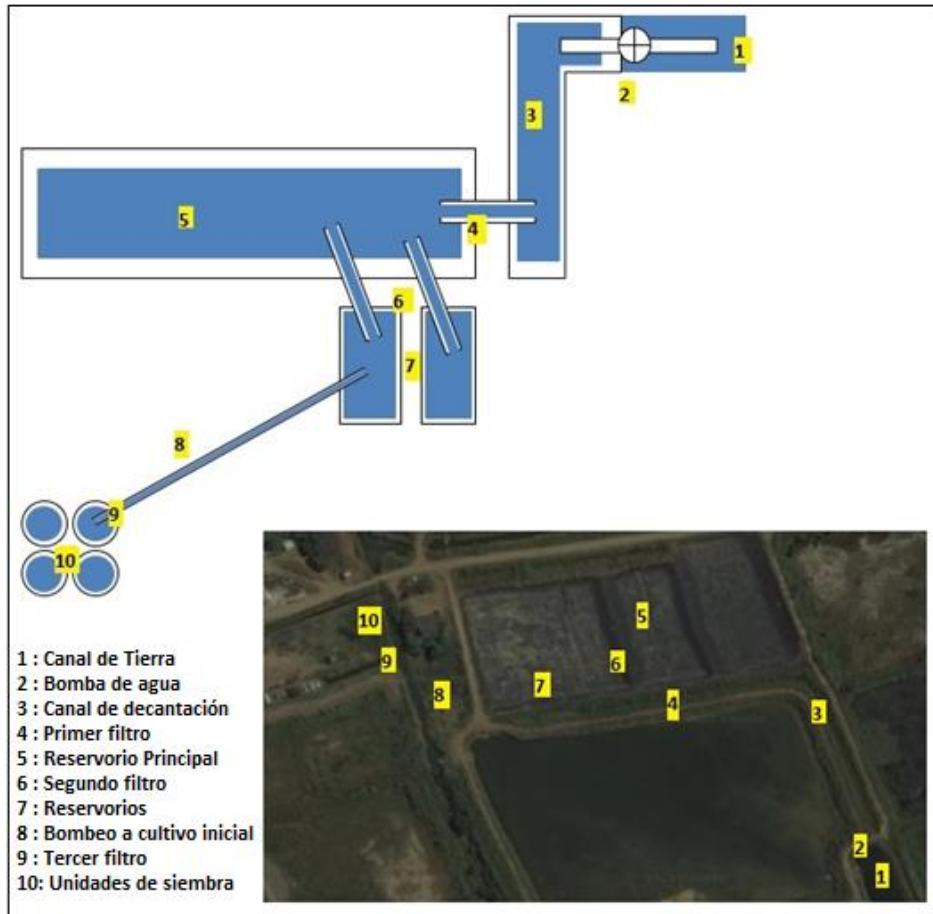 1
2
3
5
4
6
7
8
9
10
1 : Canal de Tierra
2 : Bomba de agua
3 : Canal de decantación
4 : Primer filtro
5 : Reservorio Principal
6 : Segundo filtro
7 : Reservorios
8 : Bombeo a cultivo inicial
9 : Tercer filtro
10: Unidades de siembra
10
5
9
6
7
8
4
3
2
1